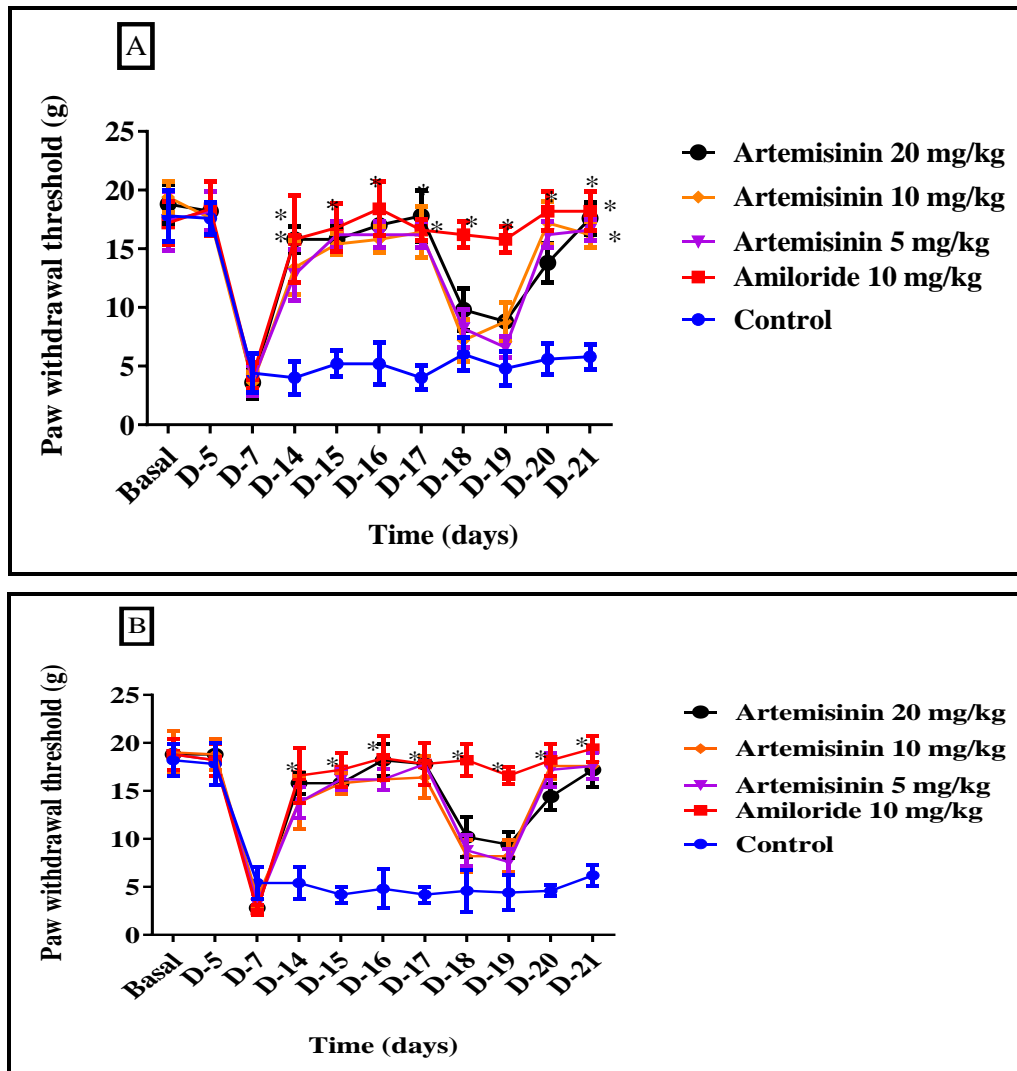 A
Paw withdrawal threshold (g)
25
20
15
10
5
0
* * * * * * * * * * * *
Basal
D-5
D-7
D-14
D-15
D-16
D-17
D-18
D-19
D-20
D-21
Time (days)
Artemisinin 20 mg/kg
Artemisinin 10 mg/kg
Artemisinin 5 mg/kg
Amiloride 10 mg/kg
Control
B
Paw withdrawal threshold (g)
25
20
15
10
5
0
* * * * * * * *
Basal
D-5
D-7
D-14
D-15
D-16
D-17
D-18
D-19
D-20
D-21
Time (days)
Artemisinin 20 mg/kg
Artemisinin 10 mg/kg
Artemisinin 5 mg/kg
Amiloride 10 mg/kg
Control